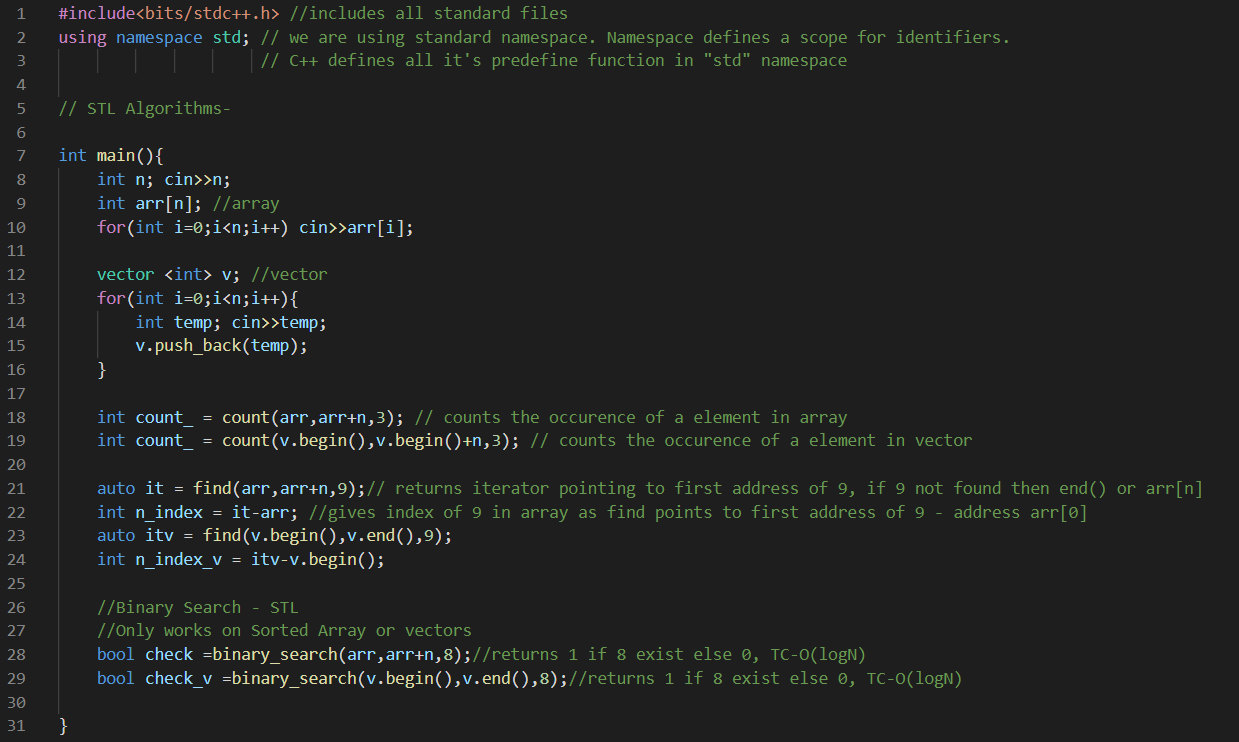 1 #include<bits/stdc++.h> //includes all standard files
2 using namespace std; // we are using standard namespace. Namespace defines a scope for identifiers.
3 // C++ defines all it's predefine function in "std" namespace
4
5 // STL Algorithms-
6
7 int main(){
8 int n; cin>>n;
9 int arr[n]; //array
10 for(int i=0;i<n;i++) cin>>arr[i];
11
12 vector <int> v; //vector
13 for(int i=0;i<n;i++){
14 int temp; cin>>temp;
15 v.push_back(temp);
16 }
17
18 int count_ = count(arr,arr+n,3); // counts the occurence of a element in array
19 int count_ = count(v.begin(),v.begin()+n,3); // counts the occurence of a element in vector
20
21 auto it = find(arr,arr+n,9);// returns iterator pointing to first address of 9, if 9 not found then end() or arr[n]
22 int n_index = it-arr; //gives index of 9 in array as find points to first address of 9 - address arr[0]
23 auto itv = find(v.begin(),v.end(),9);
24 int n_index_v = itv-v.begin();
25
26 //Binary Search - STL
27 //Only works on Sorted Array or vectors
28 bool check =binary_search(arr,arr+n,8);//returns 1 if 8 exist else 0, TC-O(logN)
29 bool check_v =binary_search(v.begin(),v.end(),8);//returns 1 if 8 exist else 0, TC-O(logN)
30
31 }